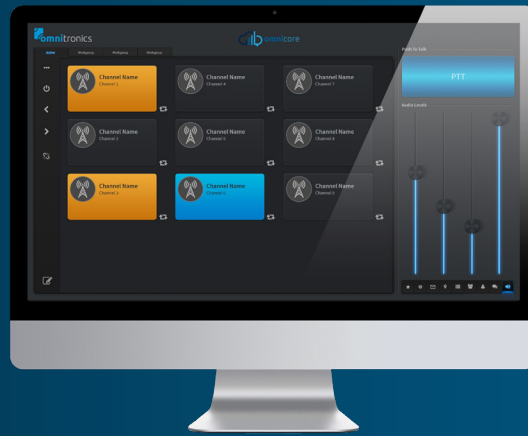 omnitronics
omnicore
Push To Talk
Channel Name
Channel 1
Channel Name
Channel 4
Channel Name
Channel 7
PTT
Audio Levels
Channel Name
Channel 2
Channel Name
Channel 5
Channel Name
Channel 8
Channel Name
Channel 3
Channel Name
Channel 6
Channel Name
Channel 9